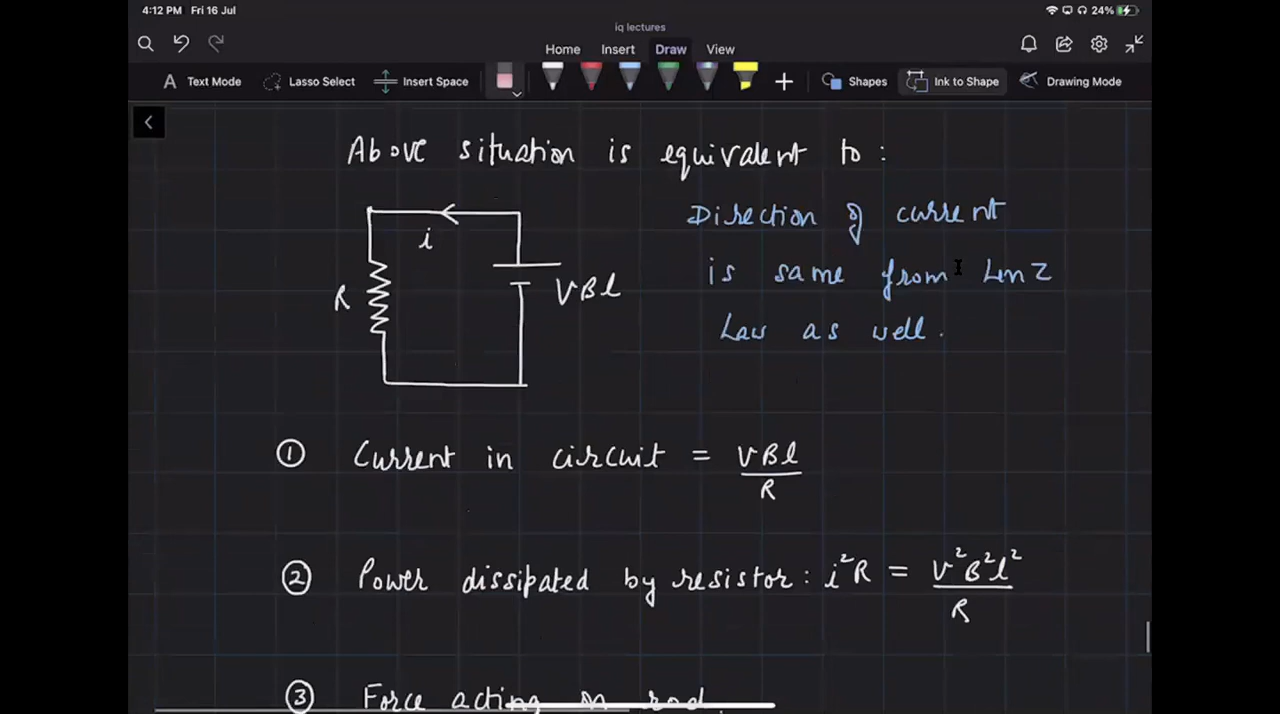 4:12 PM Fri 16 Jul
24%
iq lectures
Home Insert Draw View
Text Mode Lasso Select Insert Space Shapes Ink to Shape Drawing Mode
Above situation is equivalent to :
Direction of current
is same from Lenz
Law as well.
i
R
VBl
① Current in circuit = VBl/R
② Power dissipated by resistor : i²R = V²B²l²/R
③ Force acting on rod